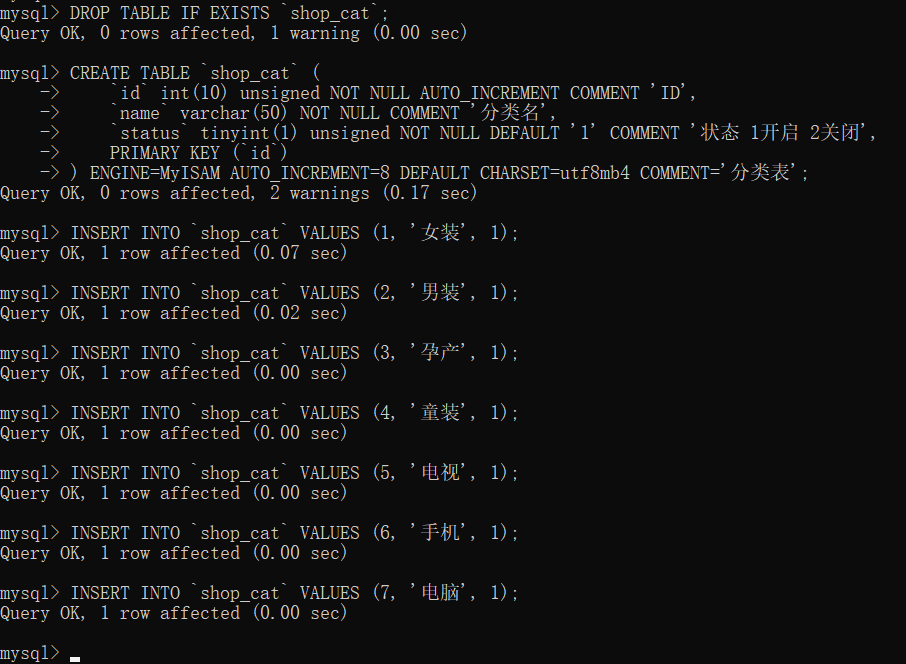 mysql> DROP TABLE IF EXISTS `shop_cat`;
Query OK, 0 rows affected, 1 warning (0.00 sec)
mysql> CREATE TABLE `shop_cat` (
    ->     `id` int(10) unsigned NOT NULL AUTO_INCREMENT COMMENT 'ID',
    ->     `name` varchar(50) NOT NULL COMMENT '分类名',
    ->     `status` tinyint(1) unsigned NOT NULL DEFAULT '1' COMMENT '状态 1开启 2关闭',
    ->     PRIMARY KEY (`id`)
    -> ) ENGINE=MyISAM AUTO_INCREMENT=8 DEFAULT CHARSET=utf8mb4 COMMENT='分类表';
Query OK, 0 rows affected, 2 warnings (0.17 sec)
mysql> INSERT INTO `shop_cat` VALUES (1, '女装', 1);
Query OK, 1 row affected (0.07 sec)
mysql> INSERT INTO `shop_cat` VALUES (2, '男装', 1);
Query OK, 1 row affected (0.02 sec)
mysql> INSERT INTO `shop_cat` VALUES (3, '孕产', 1);
Query OK, 1 row affected (0.00 sec)
mysql> INSERT INTO `shop_cat` VALUES (4, '童装', 1);
Query OK, 1 row affected (0.00 sec)
mysql> INSERT INTO `shop_cat` VALUES (5, '电视', 1);
Query OK, 1 row affected (0.00 sec)
mysql> INSERT INTO `shop_cat` VALUES (6, '手机', 1);
Query OK, 1 row affected (0.00 sec)
mysql> INSERT INTO `shop_cat` VALUES (7, '电脑', 1);
Query OK, 1 row affected (0.00 sec)
mysql>